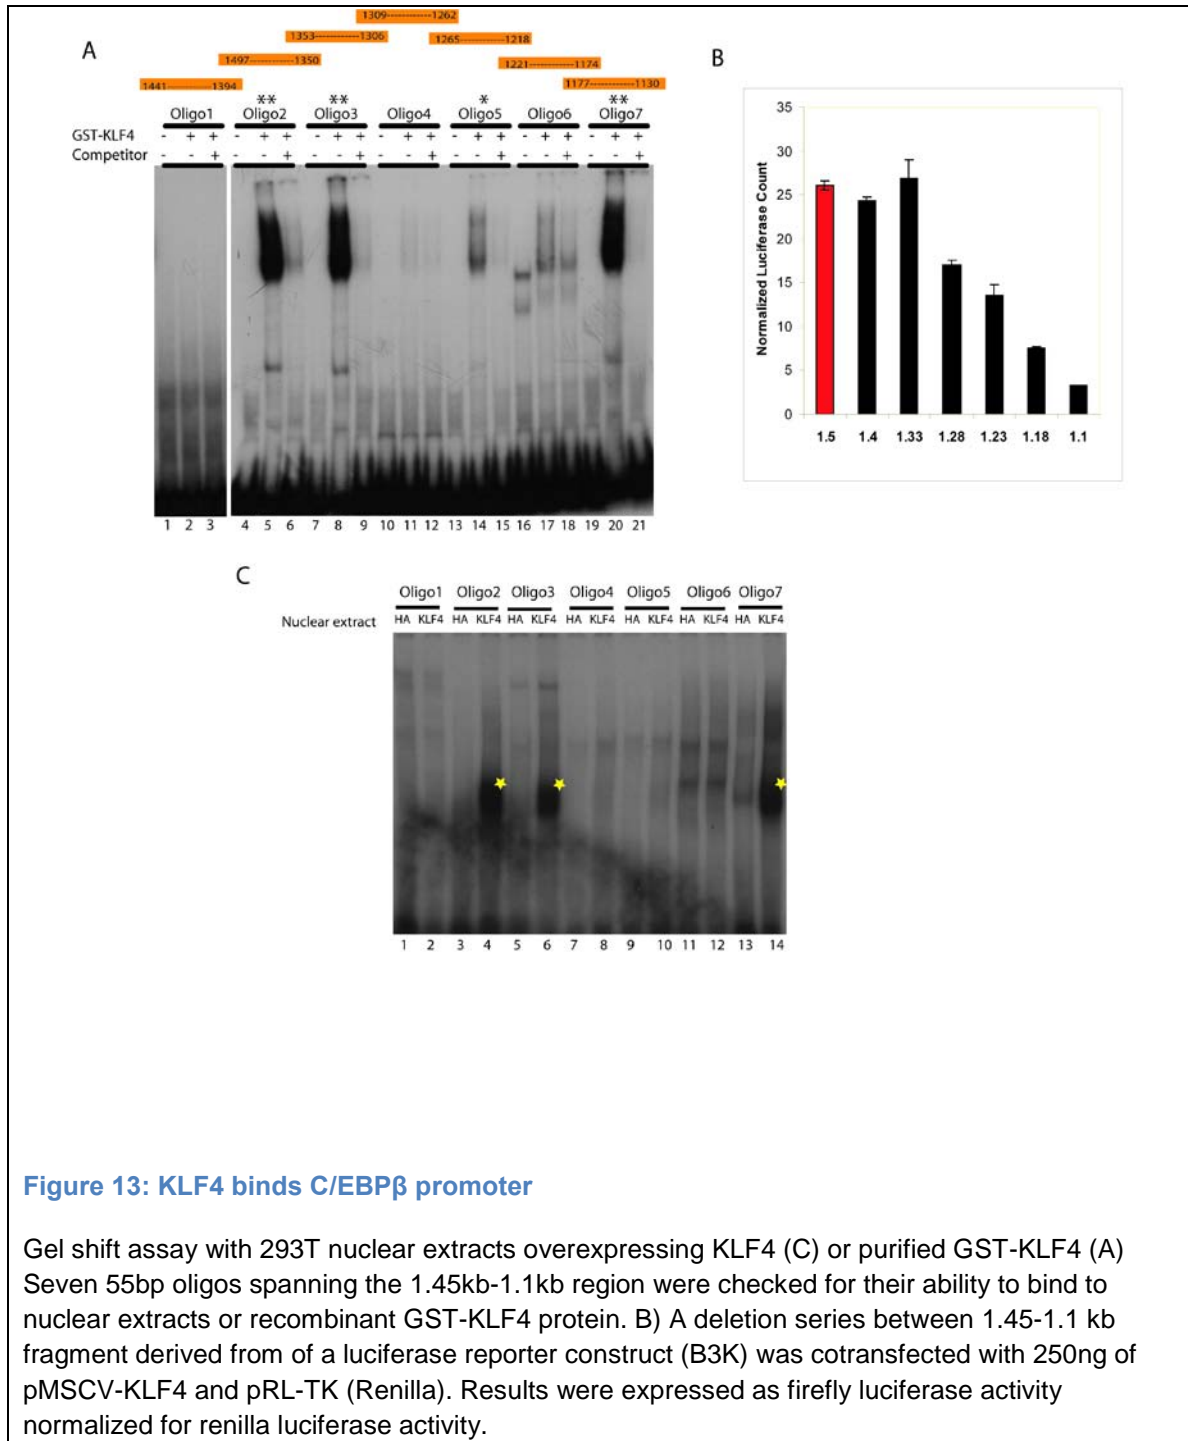 1309------------1262
1353------------1306
1265------------1218
1497------------1350
1221------------1174
1441------------1394
1177------------1130
A
** ** * **
Oligo1 Oligo2 Oligo3 Oligo4 Oligo5 Oligo6 Oligo7
GST-KLF4 - + + - + + - + + - + + - + + - + + - + +
Competitor - - + - - + - - + - - + - - + - - + - - +
1 2 3 4 5 6 7 8 9 10 11 12 13 14 15 16 17 18 19 20 21
B
Normalized Luciferase Count
35
30
25
20
15
10
5
0
1.5 1.4 1.33 1.28 1.23 1.18 1.1
C
Oligo1 Oligo2 Oligo3 Oligo4 Oligo5 Oligo6 Oligo7
Nuclear extract HA KLF4 HA KLF4 HA KLF4 HA KLF4 HA KLF4 HA KLF4 HA KLF4
1 2 3 4 5 6 7 8 9 10 11 12 13 14
Figure 13: KLF4 binds C/EBPβ promoter
Gel shift assay with 293T nuclear extracts overexpressing KLF4 (C) or purified GST-KLF4 (A)
Seven 55bp oligos spanning the 1.45kb-1.1kb region were checked for their ability to bind to
nuclear extracts or recombinant GST-KLF4 protein. B) A deletion series between 1.45-1.1 kb
fragment derived from of a luciferase reporter construct (B3K) was cotransfected with 250ng of
pMSCV-KLF4 and pRL-TK (Renilla). Results were expressed as firefly luciferase activity
normalized for renilla luciferase activity.